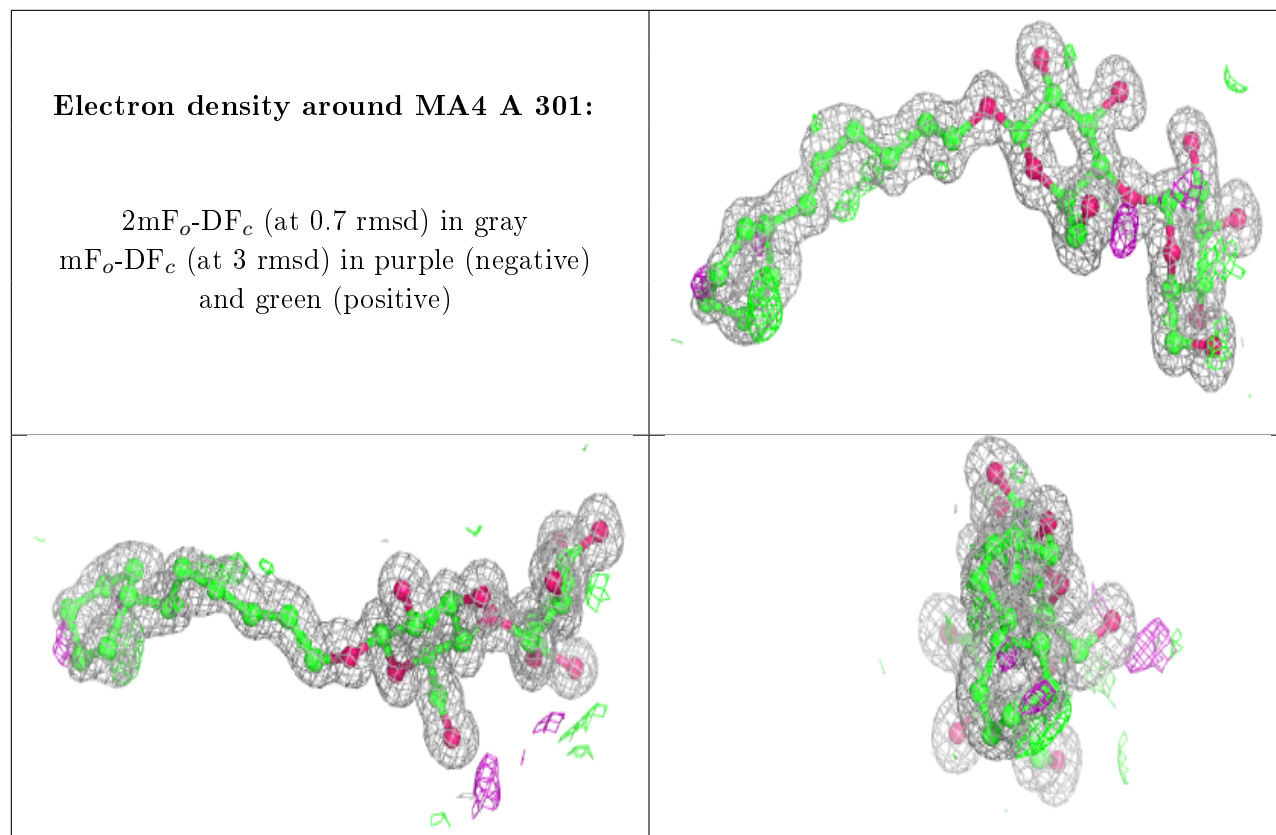 Electron density around MA4 A 301:
2mFo-DFc (at 0.7 rmsd) in gray
mFo-DFc (at 3 rmsd) in purple (negative)
and green (positive)